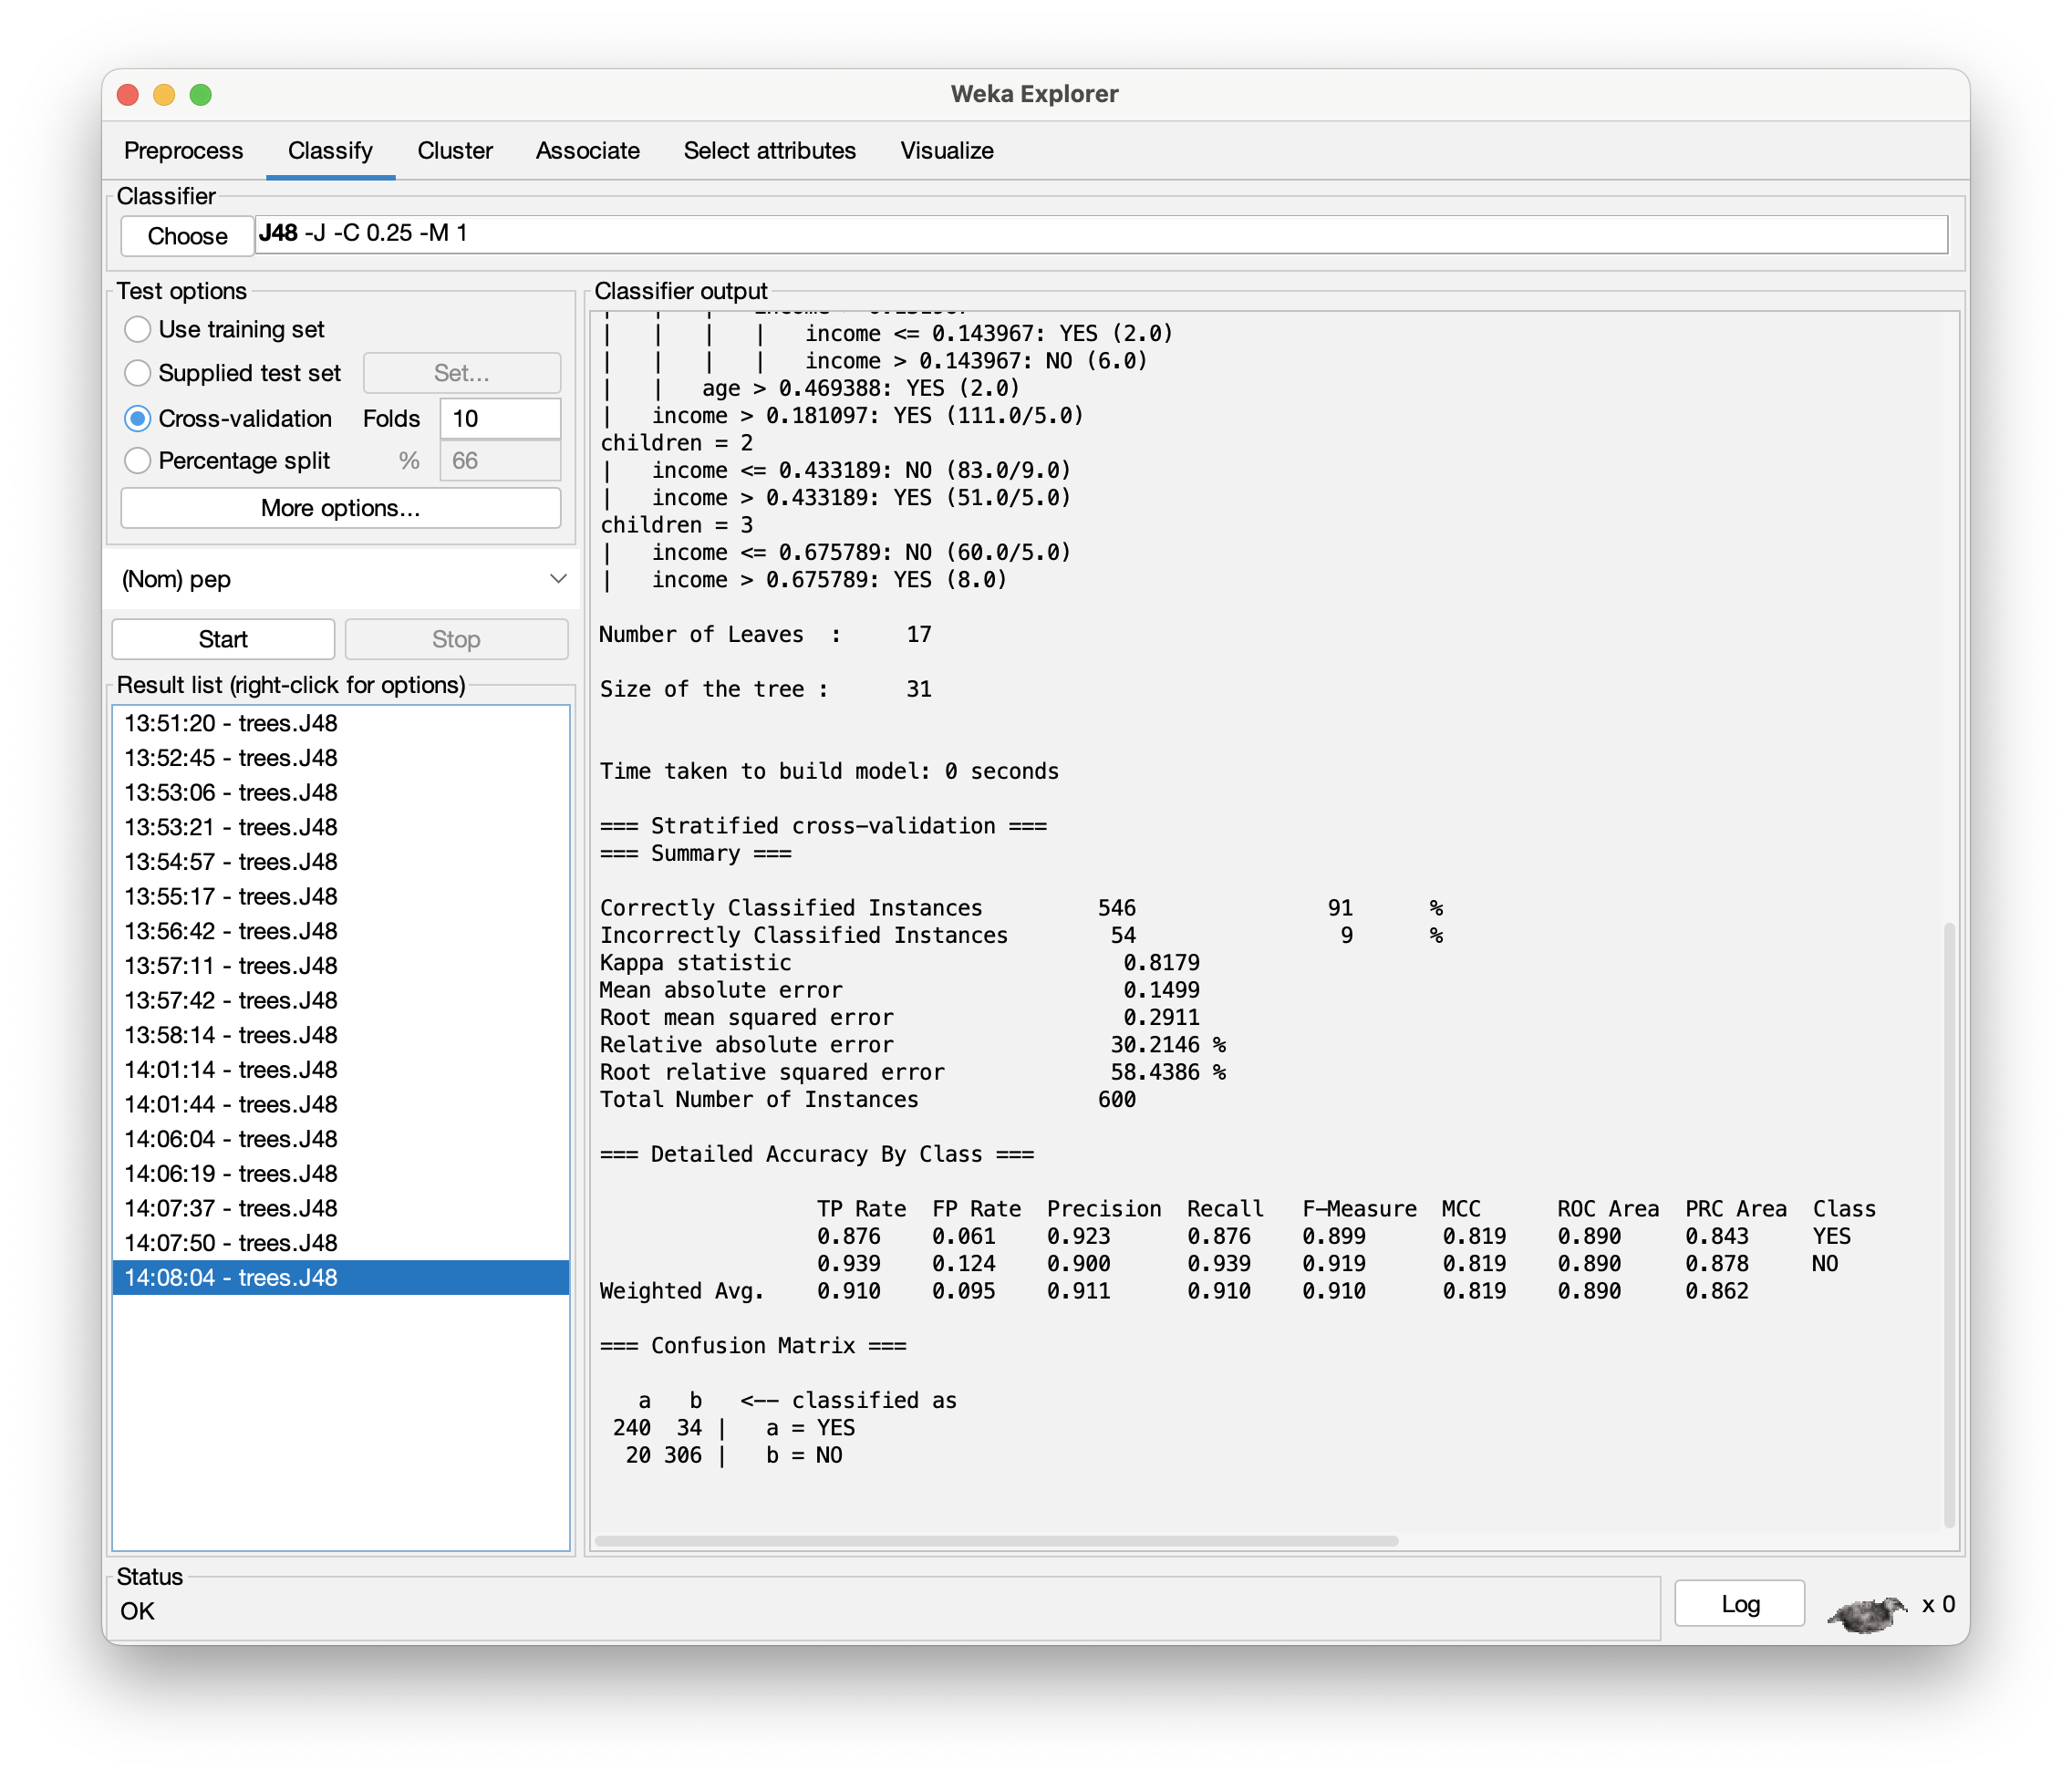 Weka Explorer
Preprocess Classify Cluster Associate Select attributes Visualize
Classifier
Choose J48 -J -C 0.25 -M 1
Test options
Use training set
Supplied test set Set...
Cross-validation Folds 10
Percentage split % 66
More options...
(Nom) pep
Start Stop
Result list (right-click for options)
13:51:20 - trees.J48
13:52:45 - trees.J48
13:53:06 - trees.J48
13:53:21 - trees.J48
13:54:57 - trees.J48
13:55:17 - trees.J48
13:56:42 - trees.J48
13:57:11 - trees.J48
13:57:42 - trees.J48
13:58:14 - trees.J48
14:01:14 - trees.J48
14:01:44 - trees.J48
14:06:04 - trees.J48
14:06:19 - trees.J48
14:07:37 - trees.J48
14:07:50 - trees.J48
14:08:04 - trees.J48
Classifier output
|   |   |   |   income <= 0.143967: YES (2.0)
|   |   |   |   income > 0.143967: NO (6.0)
|   |   age > 0.469388: YES (2.0)
|   income > 0.181097: YES (111.0/5.0)
children = 2
|   income <= 0.433189: NO (83.0/9.0)
|   income > 0.433189: YES (51.0/5.0)
children = 3
|   income <= 0.675789: NO (60.0/5.0)
|   income > 0.675789: YES (8.0)
Number of Leaves  :     17
Size of the tree :      31
Time taken to build model: 0 seconds
=== Stratified cross-validation ===
=== Summary ===
Correctly Classified Instances         546               91      %
Incorrectly Classified Instances        54                9      %
Kappa statistic                          0.8179
Mean absolute error                      0.1499
Root mean squared error                  0.2911
Relative absolute error                 30.2146 %
Root relative squared error             58.4386 %
Total Number of Instances              600
=== Detailed Accuracy By Class ===
TP Rate  FP Rate  Precision  Recall   F-Measure  MCC      ROC Area  PRC Area  Class
0.876    0.061    0.923      0.876    0.899      0.819    0.890     0.843     YES
0.939    0.124    0.900      0.939    0.919      0.819    0.890     0.878     NO
Weighted Avg.    0.910    0.095    0.911      0.910    0.910      0.819    0.890     0.862
=== Confusion Matrix ===
a   b   <-- classified as
240  34 |   a = YES
20 306 |   b = NO
Status
OK
Log x 0